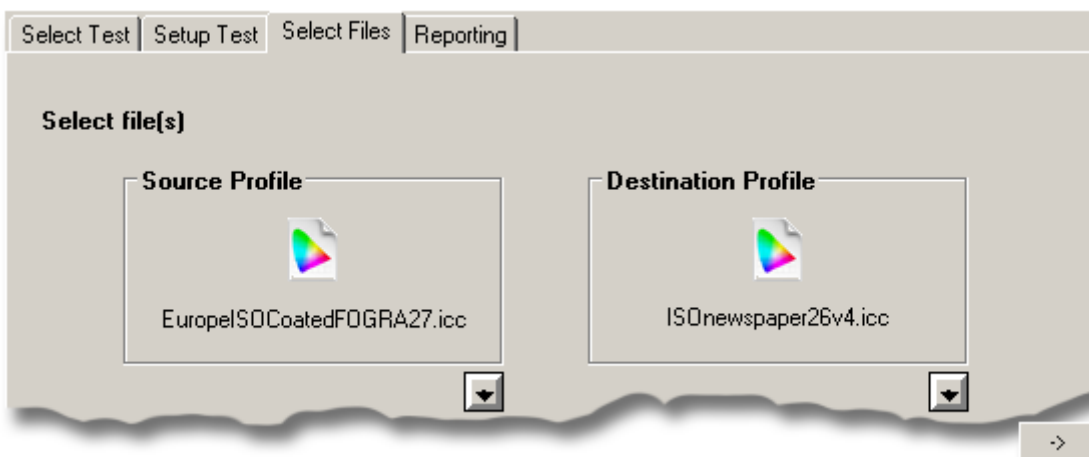 Select Test Setup Test Select Files Reporting
Select file(s)
Source Profile Destination Profile
EuropeISOCoatedFOGRA27.icc ISOnewspaper26v4.icc
->